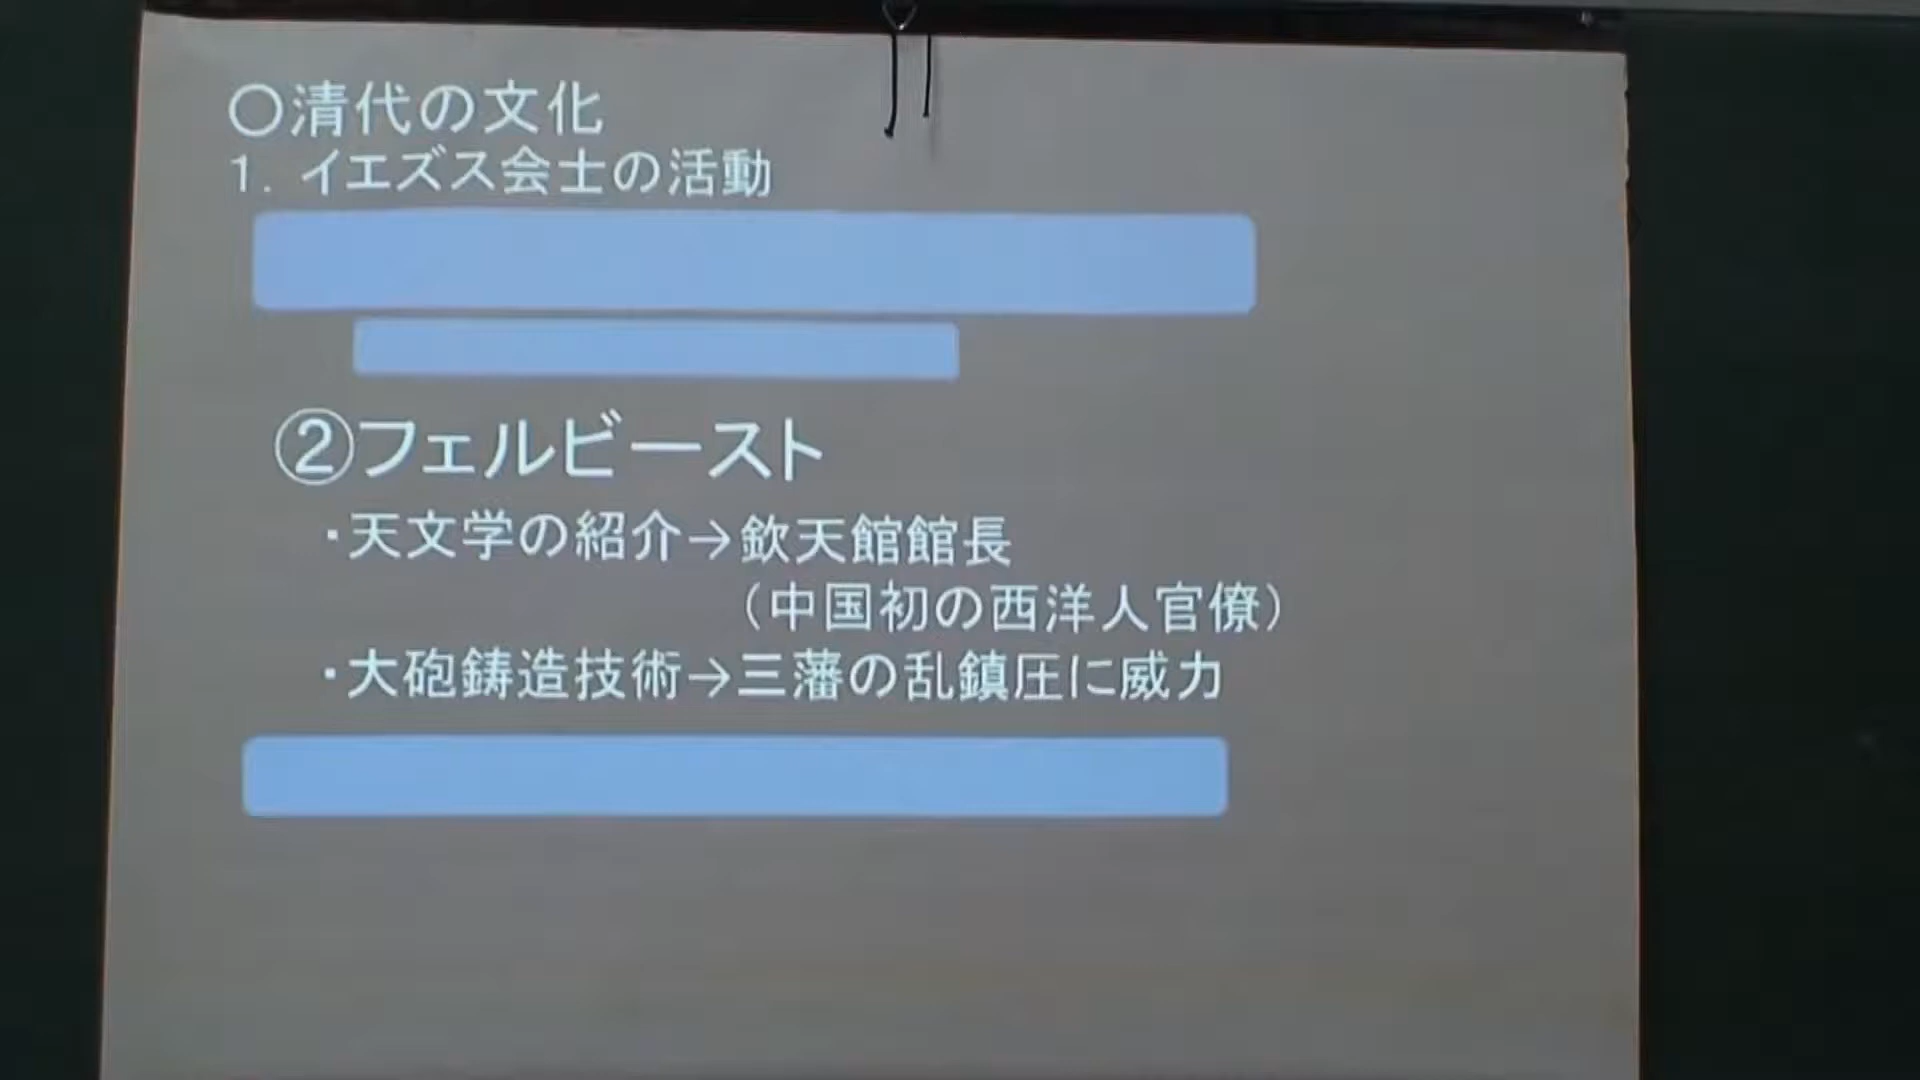 〇清代の文化
1. イエズス会士の活動
②フェルビースト
・天文学の紹介→欽天館館長
（中国初の西洋人官僚）
・大砲鋳造技術→三藩の乱鎮圧に威力